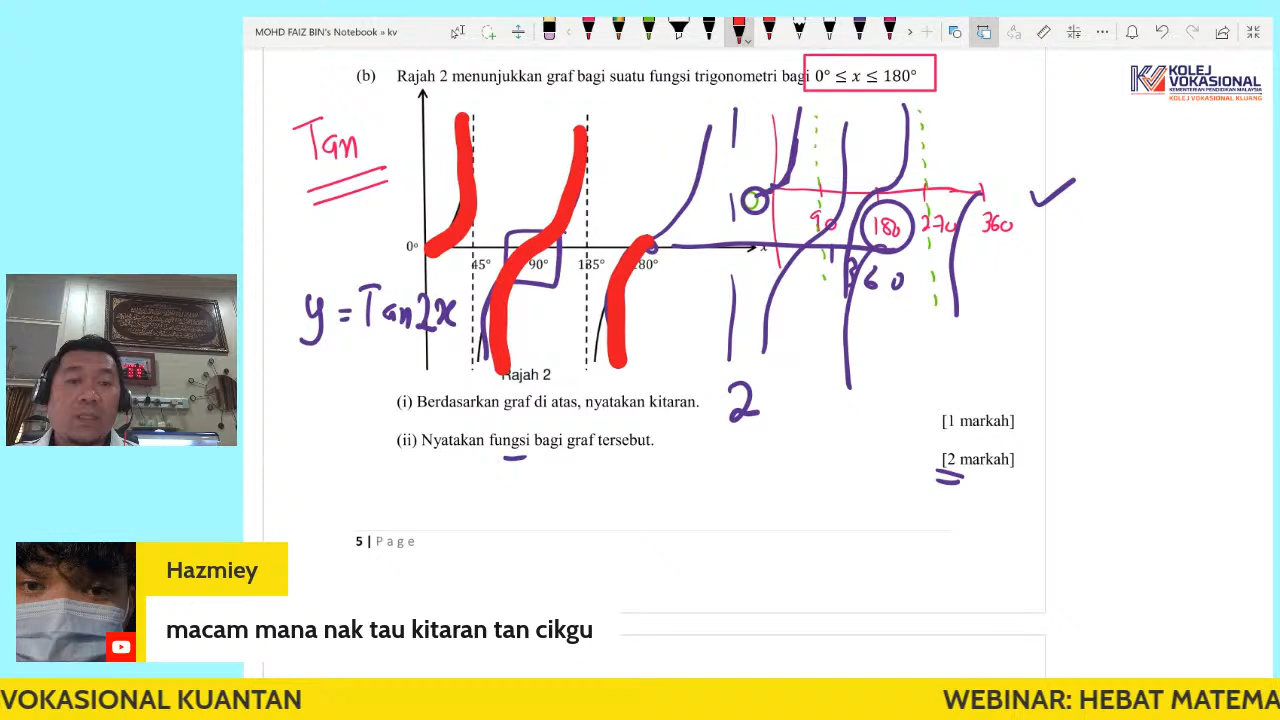 MOHD FAIZ BIN's Notebook » kv
(b) Rajah 2 menunjukkan graf bagi suatu fungsi trigonometri bagi 0° ≤ x ≤ 180°
KOLEJ
VOKASIONAL
KEMENTERIAN PENDIDIKAN MALAYSIA
KOLEJ VOKASIONAL KLUANG
Tan
90 180 270 360
0°
x
45° 90° 135° 180°
360
y = Tan 2x
Rajah 2
2
(i) Berdasarkan graf di atas, nyatakan kitaran.
[1 markah]
(ii) Nyatakan fungsi bagi graf tersebut.
[2 markah]
5 | Page
Hazmiey
macam mana nak tau kitaran tan cikgu
VOKASIONAL KUANTAN
WEBINAR: HEBAT MATEMA